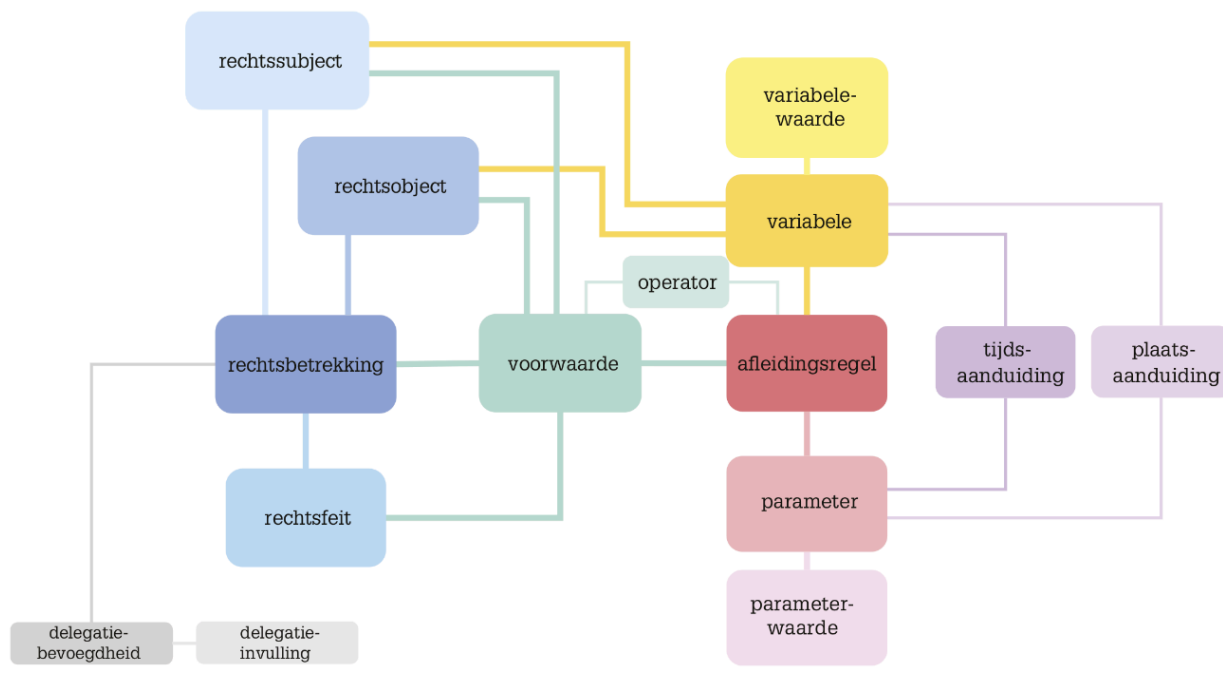 rechtssubject
variabele-
waarde
rechtsobject
variabele
operator
rechtsbetrekking
voorwaarde
afleidingsregel
tijds-
aanduiding
plaats-
aanduiding
rechtsfeit
parameter
parameter-
waarde
delegatie-
bevoegdheid
delegatie-
invulling